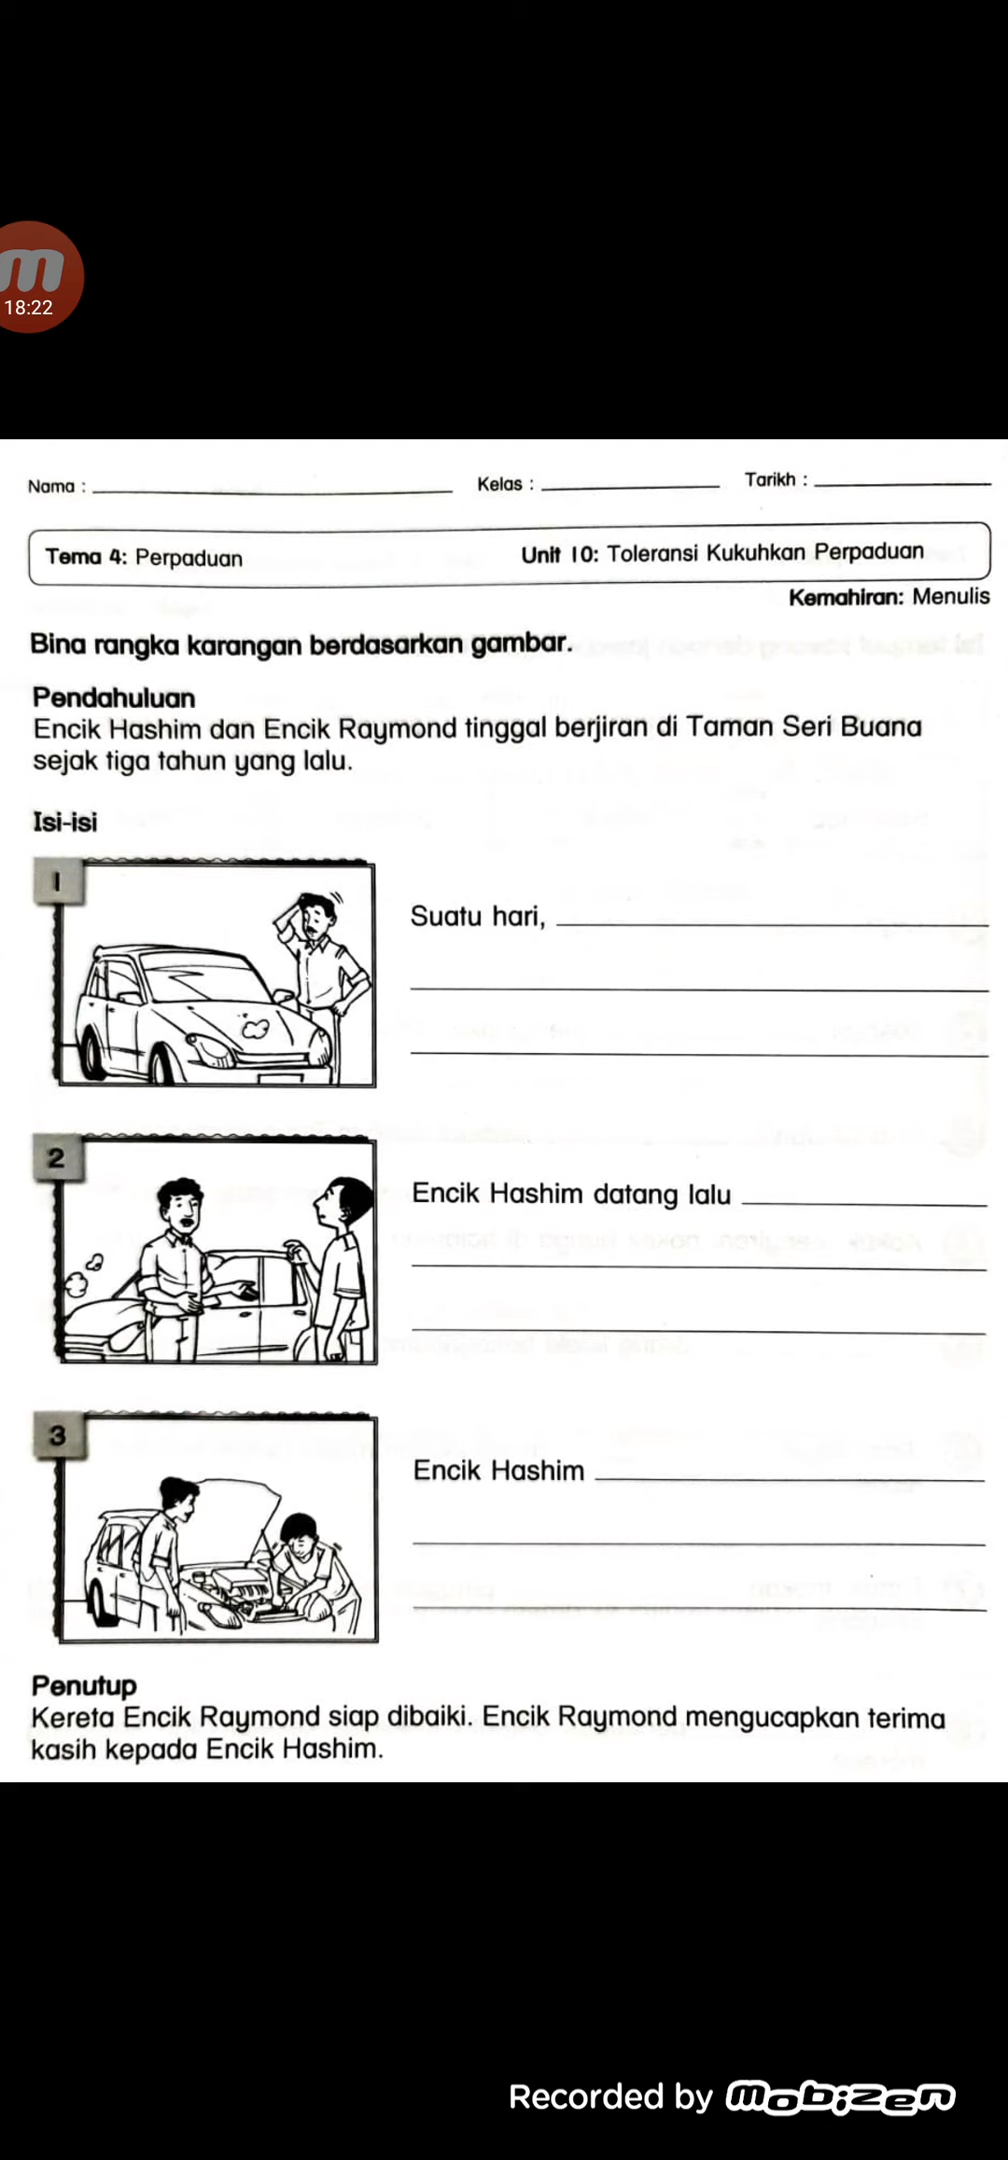 18:22
Nama :
Kelas :
Tarikh :
Tema 4: Perpaduan
Unit 10: Toleransi Kukuhkan Perpaduan
Kemahiran: Menulis
Bina rangka karangan berdasarkan gambar.
Pendahuluan
Encik Hashim dan Encik Raymond tinggal berjiran di Taman Seri Buana
sejak tiga tahun yang lalu.
Isi-isi
1
Suatu hari,
2
Encik Hashim datang lalu
3
Encik Hashim
Penutup
Kereta Encik Raymond siap dibaiki. Encik Raymond mengucapkan terima
kasih kepada Encik Hashim.
Recorded by Mobizen